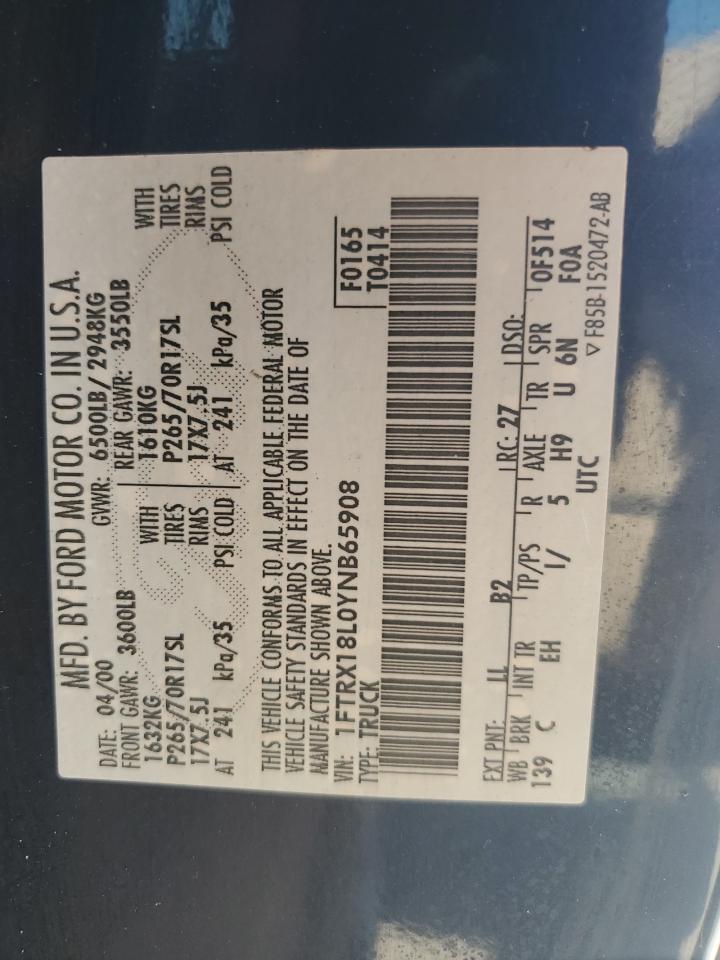 MFD. BY FORD MOTOR CO. IN U.S.A.
DATE: 04/00 GVWR: 6500LB/ 2948KG
FRONT GAWR: 3600LB REAR GAWR: 3550LB
1632KG WITH 1610KG WITH
P265/70R17SL TIRES P265/70R17SL TIRES
17X7.5J RIMS 17X7.5J RIMS
AT 241 kPa/35 PSI COLD AT 241 kPa/35 PSI COLD
THIS VEHICLE CONFORMS TO ALL APPLICABLE FEDERAL MOTOR
VEHICLE SAFETY STANDARDS IN EFFECT ON THE DATE OF
MANUFACTURE SHOWN ABOVE.
VIN: 1FTRX18L0YNB65908 F0165
TYPE: TRUCK T0414
EXT PNT: LL B2 RC: 27 DSO:
WB BRK INT TR TP/PS R AXLE TR SPR 0F514
139 C EH 1/ 5 H9 U 6N F0A
UTC ▽ F85B-1520472-AB